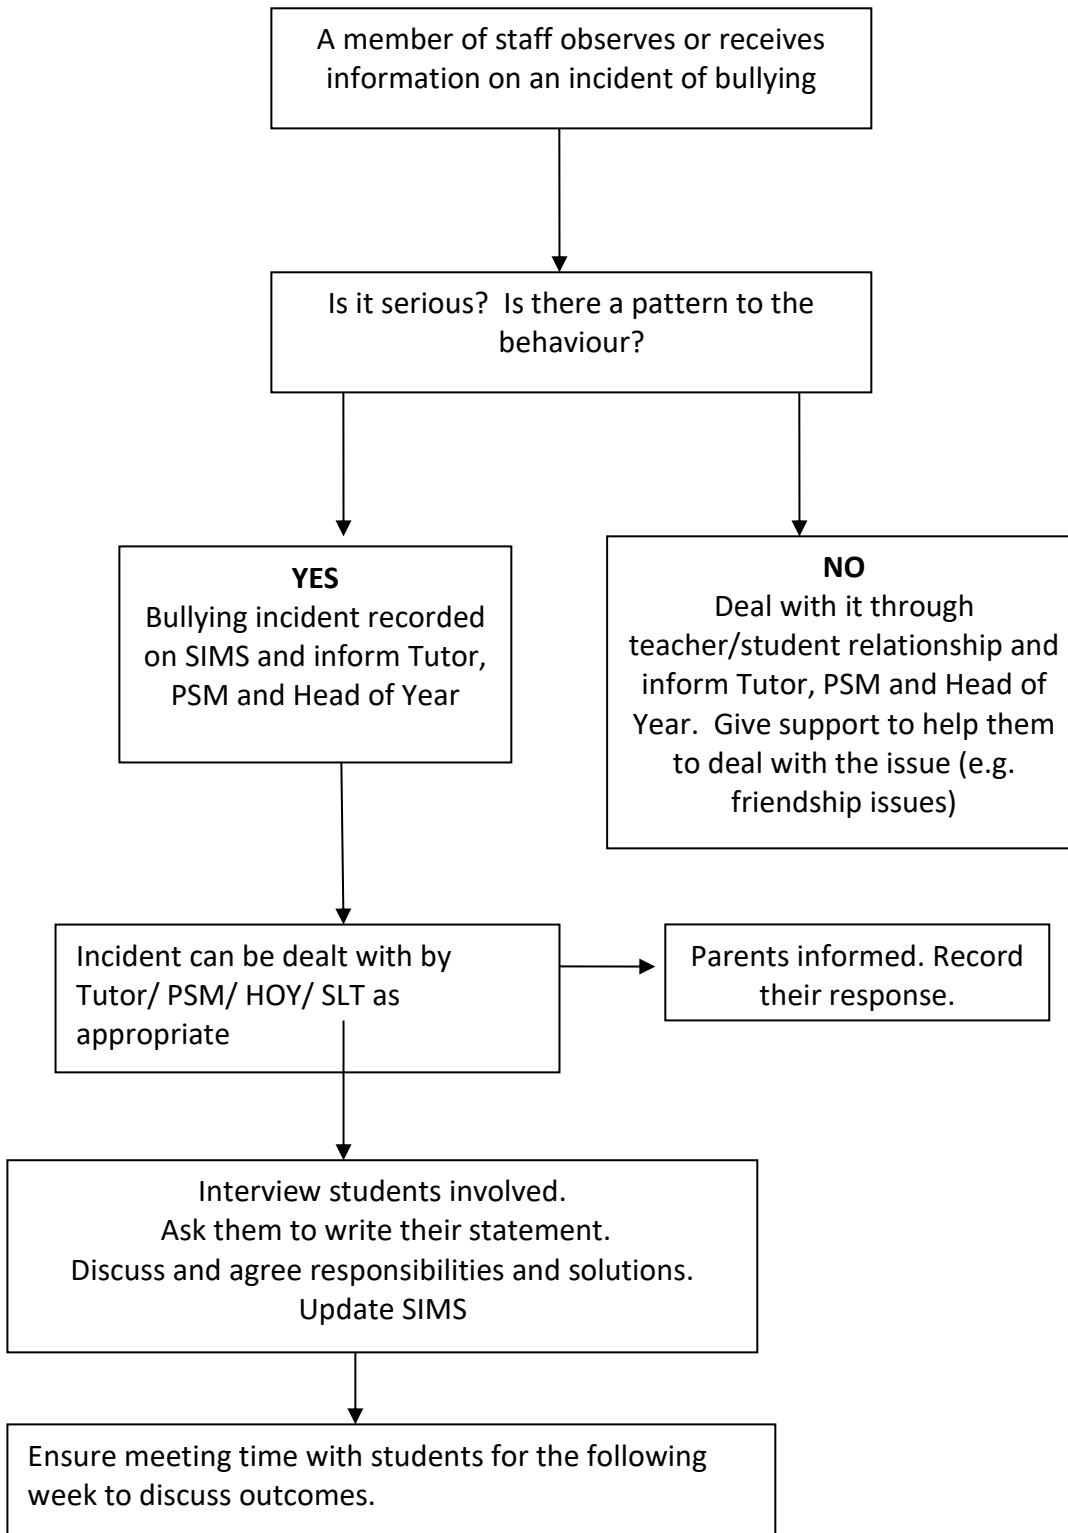 A member of staff observes or receives
information on an incident of bullying
Is it serious?  Is there a pattern to the
behaviour?
YES
Bullying incident recorded
on SIMS and inform Tutor,
PSM and Head of Year
NO
Deal with it through
teacher/student relationship and
inform Tutor, PSM and Head of
Year.  Give support to help them
to deal with the issue (e.g.
friendship issues)
Incident can be dealt with by
Tutor/ PSM/ HOY/ SLT as
appropriate
Parents informed. Record
their response.
Interview students involved.
Ask them to write their statement.
Discuss and agree responsibilities and solutions.
Update SIMS
Ensure meeting time with students for the following
week to discuss outcomes.